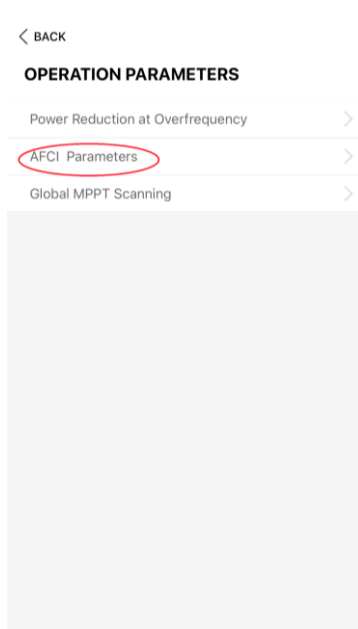 BACK
OPERATION PARAMETERS
Power Reduction at Overfrequency
AFCI Parameters
Global MPPT Scanning